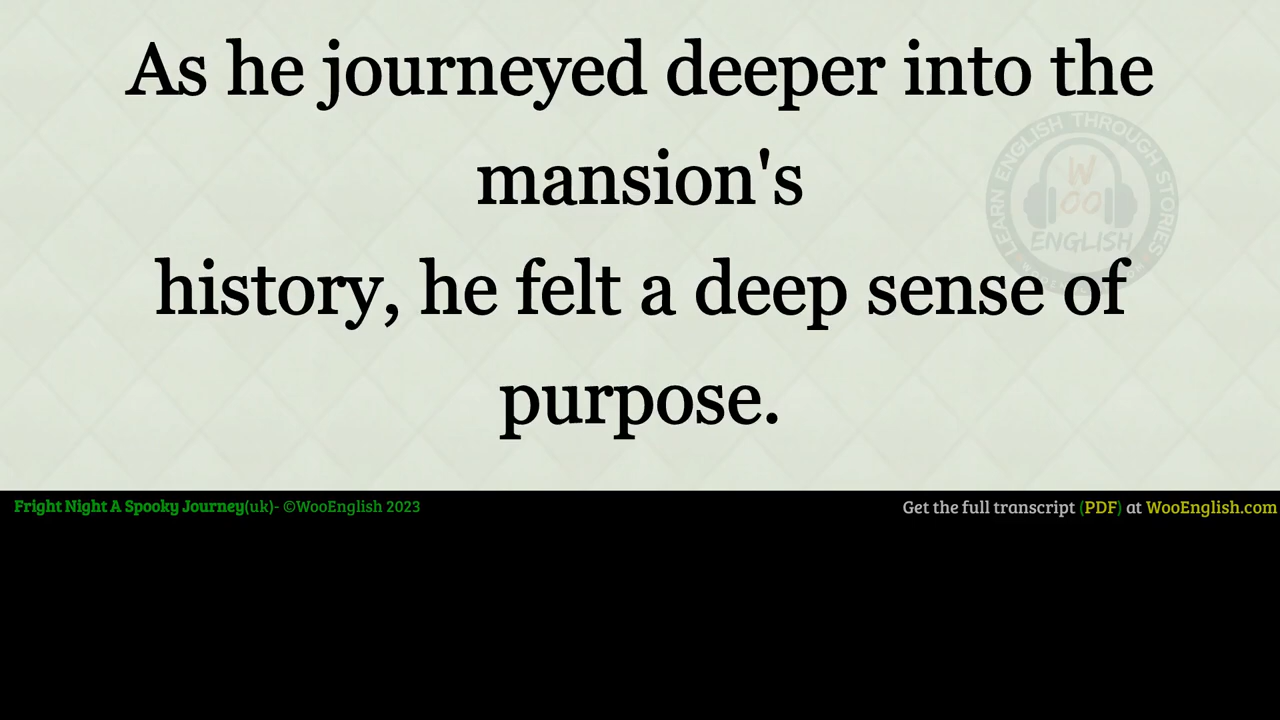 As he journeyed deeper into the
mansion's
history, he felt a deep sense of
purpose.
LEARN ENGLISH THROUGH STORIES
WOO
ENGLISH
Fright Night A Spooky Journey(uk)- ©WooEnglish 2023
Get the full transcript (PDF) at WooEnglish.com